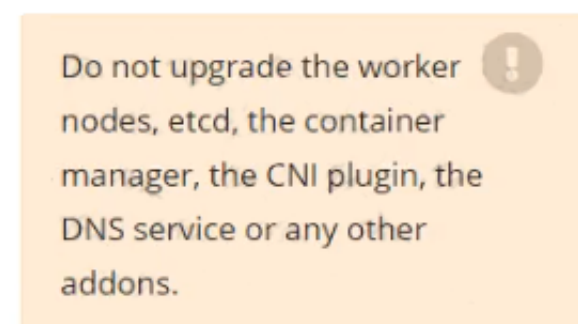 Do not upgrade the worker
nodes, etcd, the container
manager, the CNI plugin, the
DNS service or any other
addons.